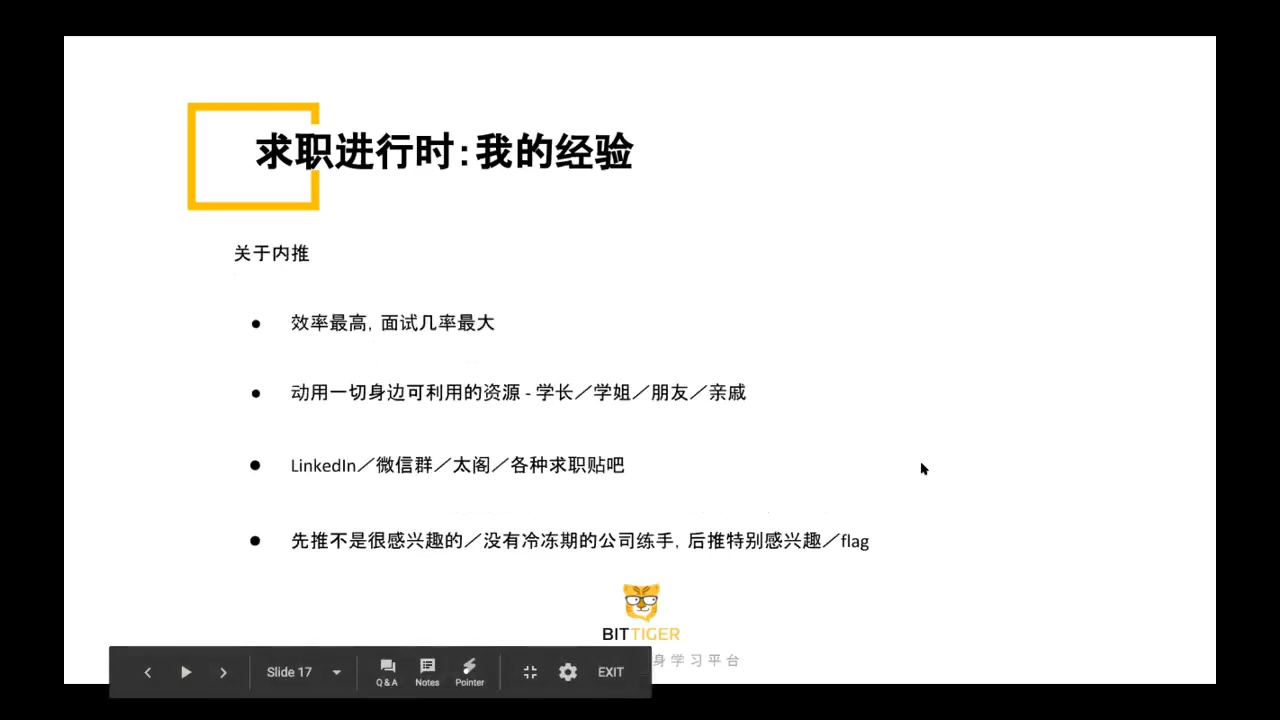 求职进行时:我的经验
关于内推
● 效率最高, 面试几率最大
● 动用一切身边可利用的资源 - 学长／学姐／朋友／亲戚
● LinkedIn／微信群／太阁／各种求职贴吧
● 先推不是很感兴趣的／没有冷冻期的公司练手, 后推特别感兴趣／flag
BITTIGER
身学习平台
Slide 17
Q & A
Notes
Pointer
EXIT